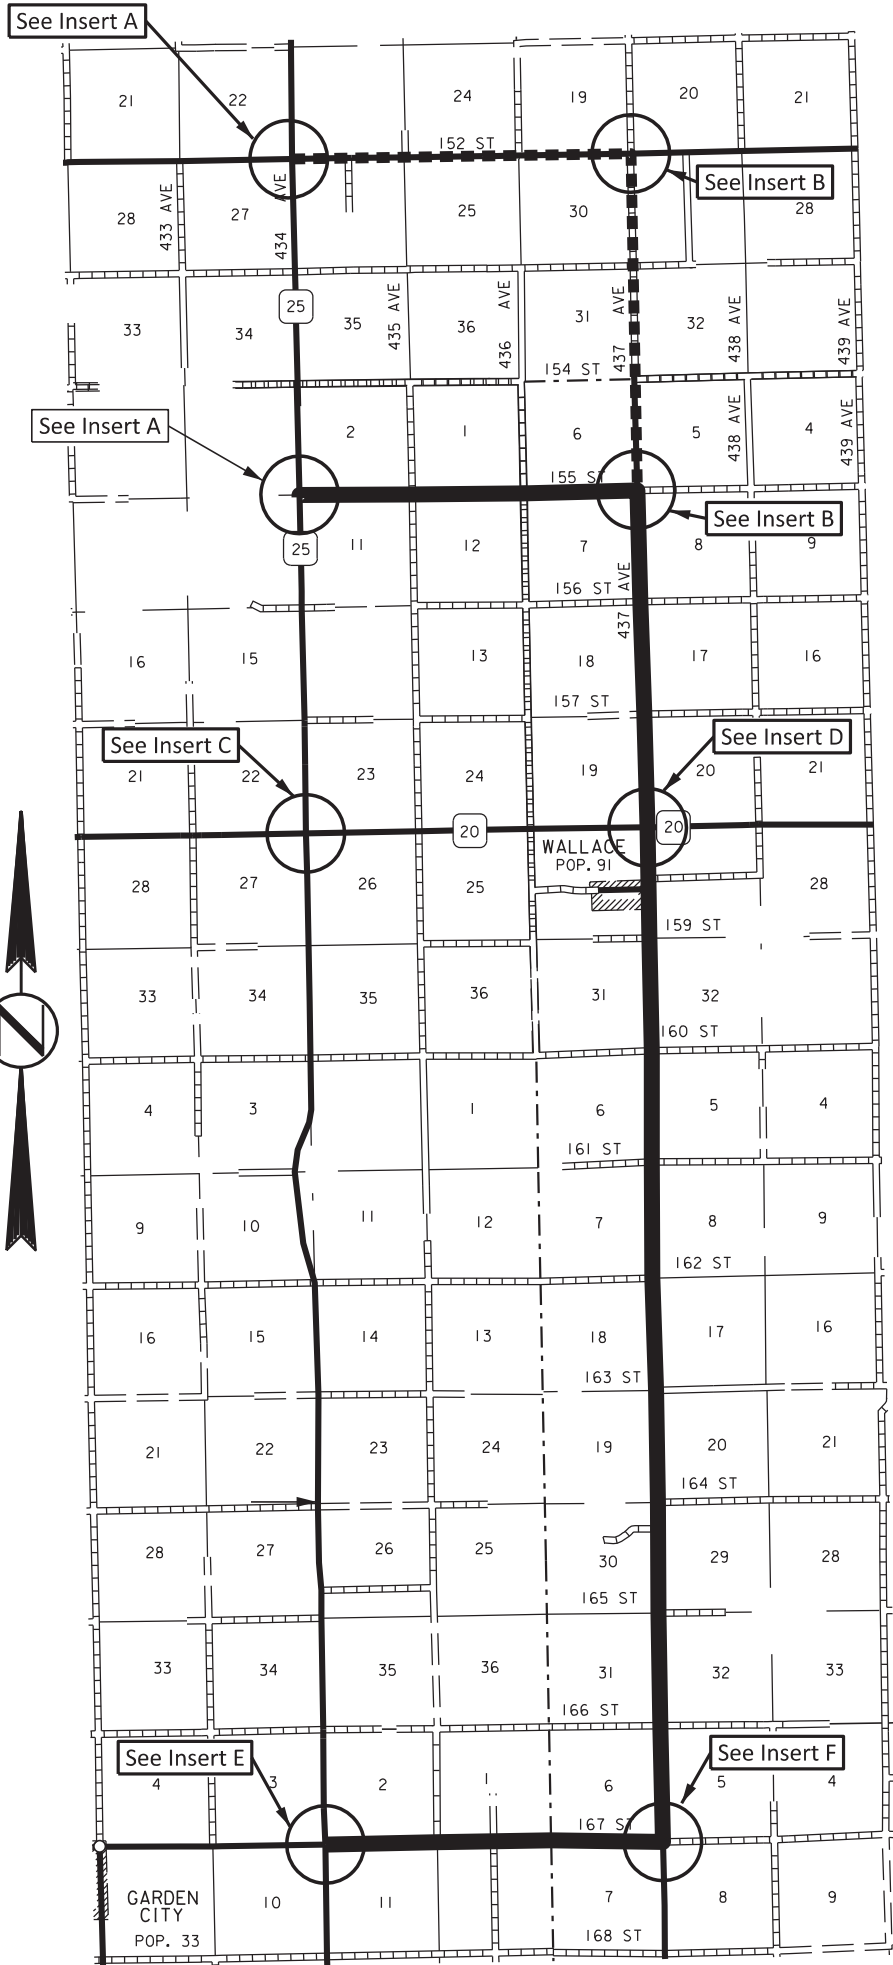 See Insert A
21
22
24
19
20
21
152 ST
See Insert B
28
433 AVE
27
434 AVE
25
30
28
25
33
34
35
435 AVE
36
436 AVE
31
437 AVE
32
438 AVE
439 AVE
154 ST
See Insert A
2
1
6
5
438 AVE
4
439 AVE
155 ST
See Insert B
25
11
12
7
8
9
156 ST
437 AVE
16
15
13
18
17
16
157 ST
See Insert C
See Insert D
21
22
23
24
19
20
21
20
20
WALLACE
POP. 91
28
27
26
25
28
159 ST
33
34
35
36
31
32
160 ST
N
4
3
1
6
5
4
161 ST
9
10
11
12
7
8
9
162 ST
16
15
14
13
18
17
16
163 ST
21
22
23
24
19
20
21
164 ST
28
27
26
25
30
29
28
165 ST
33
34
35
36
31
32
33
166 ST
See Insert E
See Insert F
4
3
2
1
6
5
4
167 ST
GARDEN
CITY
POP. 33
10
11
7
8
9
168 ST